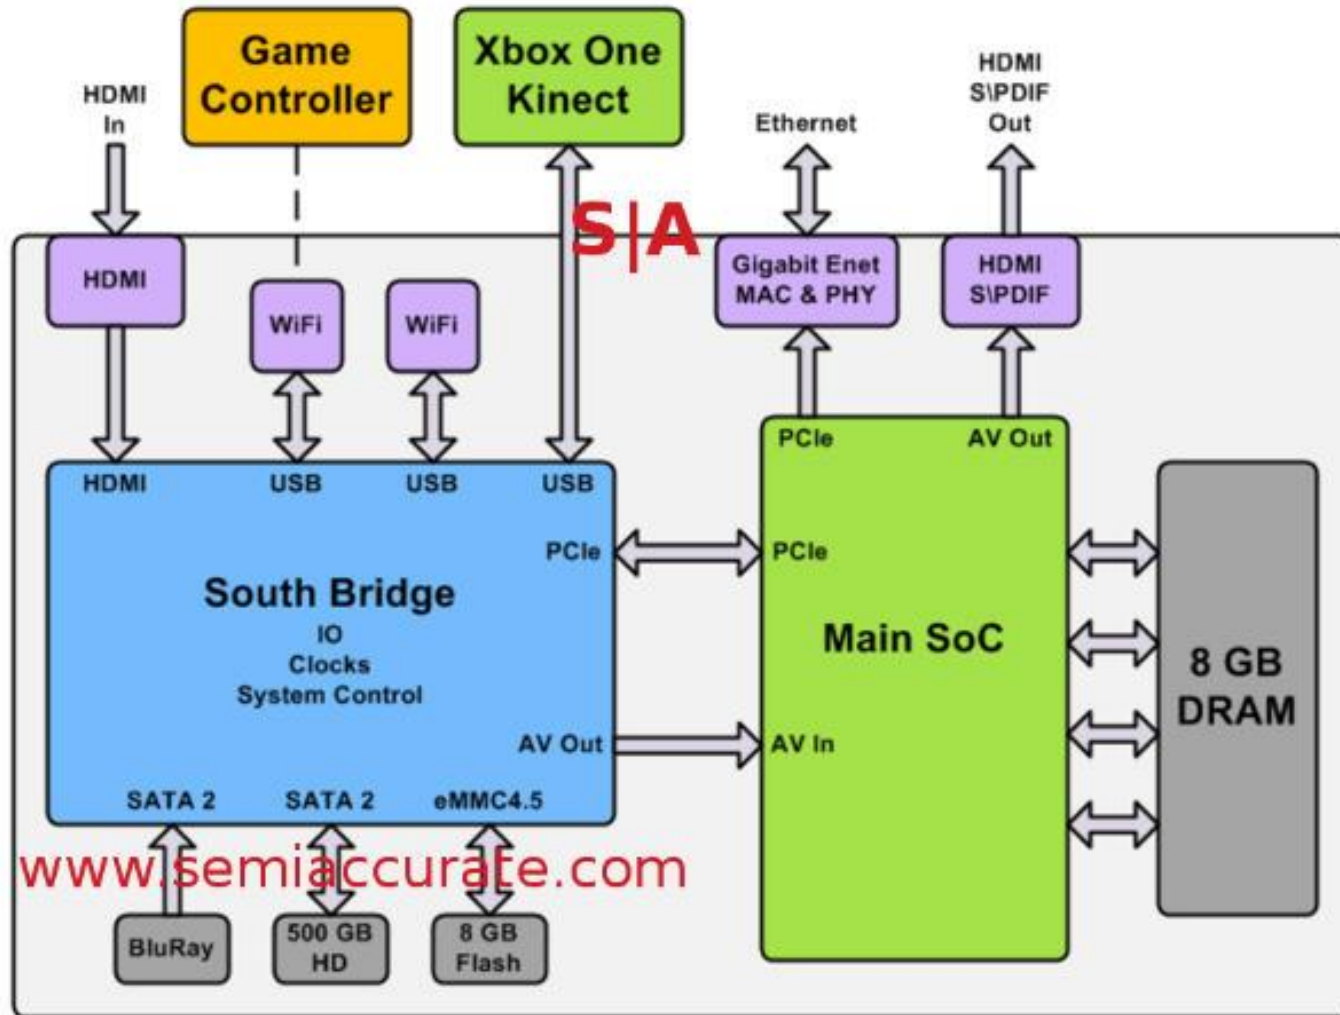 Game
Controller
Xbox One
Kinect
HDMI
In
Ethernet
HDMI
S\PDIF
Out
S|A
HDMI
WiFi
WiFi
Gigabit Enet
MAC & PHY
HDMI
S\PDIF
HDMI
USB
USB
USB
PCIe
AV Out
PCIe
PCIe
South Bridge
IO
Clocks
System Control
Main SoC
8 GB
DRAM
AV Out
AV In
SATA 2
SATA 2
eMMC4.5
www.semiaccurate.com
BluRay
500 GB
HD
8 GB
Flash